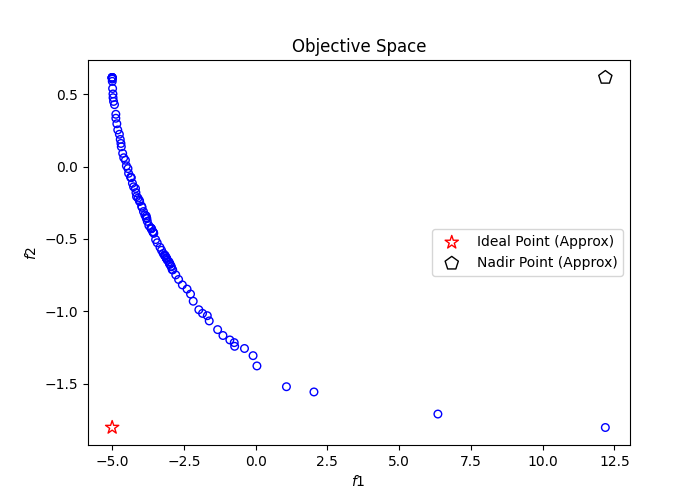 Objective Space
f2
0.5
0.0
−0.5
−1.0
−1.5
Ideal Point (Approx)
Nadir Point (Approx)
−5.0 −2.5 0.0 2.5 5.0 7.5 10.0 12.5
f1